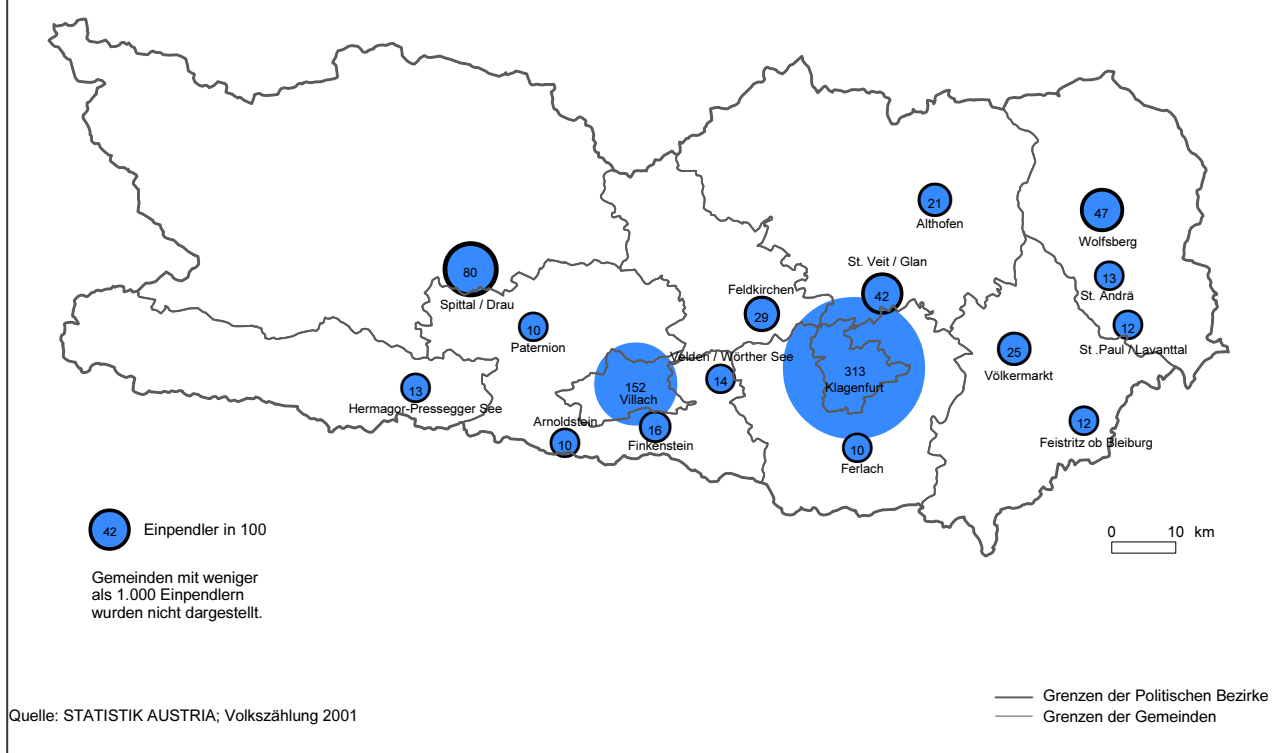 21
Althofen
47
Wolfsberg
St. Veit / Glan
80
Spittal / Drau
13
St. Andrä
Feldkirchen
42
29
10
Paternion
12
St .Paul / Lavanttal
25
Völkermarkt
Velden / Wörther See
14
313
Klagenfurt
152
Villach
13
Hermagor-Pressegger See
Arnoldstein
10
16
Finkenstein
10
Ferlach
12
Feistritz ob Bleiburg
42 Einpendler in 100
0 10 km
Gemeinden mit weniger
als 1.000 Einpendlern
wurden nicht dargestellt.
Grenzen der Politischen Bezirke
Grenzen der Gemeinden
Quelle: STATISTIK AUSTRIA; Volkszählung 2001